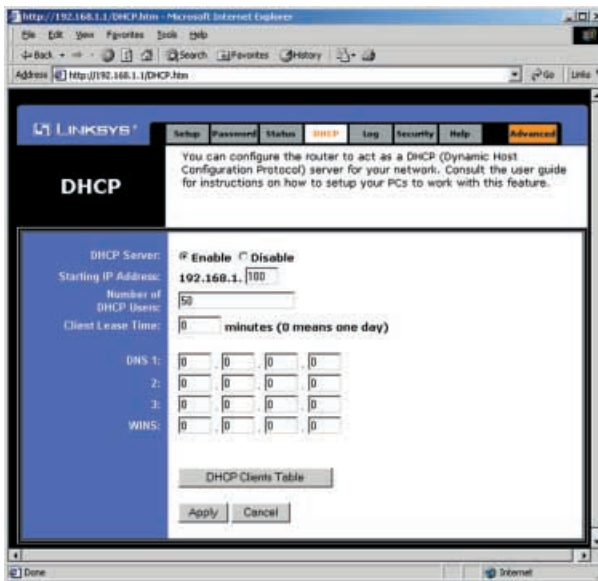 http://192.168.1.1/DHCP.htm - Microsoft Internet Explorer
File Edit View Favorites Tools Help
Back Search Favorites History
Address http://192.168.1.1/DHCP.htm Go Links
LINKSYS®
Setup Password Status DHCP Log Security Help Advanced
DHCP
You can configure the router to act as a DHCP (Dynamic Host
Configuration Protocol) server for your network. Consult the user guide
for instructions on how to setup your PCs to work with this feature.
DHCP Server: Enable Disable
Starting IP Address: 192.168.1. 100
Number of
DHCP Users: 50
Client Lease Time: 0 minutes (0 means one day)
DNS 1: 0 . 0 . 0 . 0
2: 0 . 0 . 0 . 0
3: 0 . 0 . 0 . 0
WINS: 0 . 0 . 0 . 0
DHCP Clients Table
Apply Cancel
Done Internet